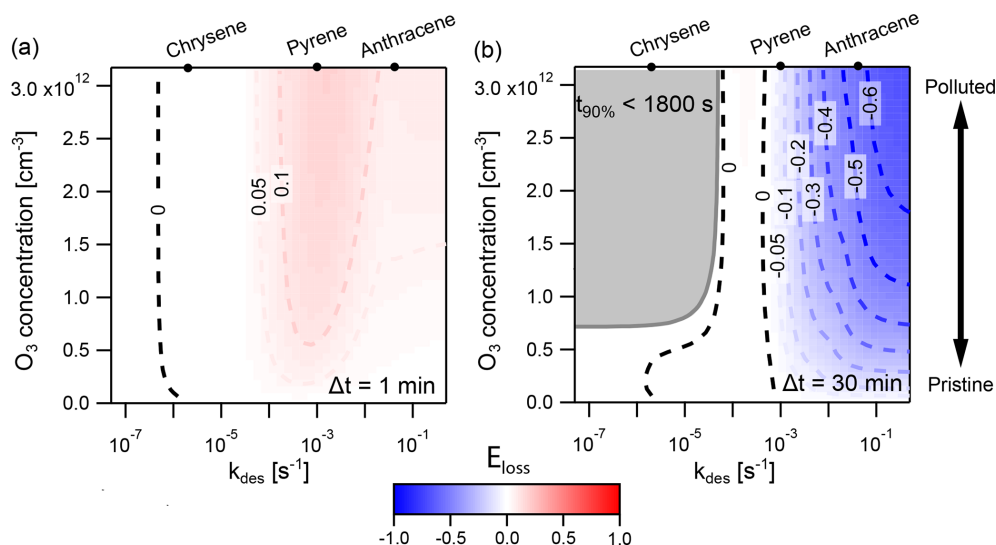 (a)
Chrysene
Pyrene
Anthracene
3.0 x10¹²
2.5
2.0
1.5
1.0
0.5
0.0
O₃ concentration [cm⁻³]
0
0.05
0.1
Δt = 1 min
10⁻⁷
10⁻⁵
10⁻³
10⁻¹
k_des [s⁻¹]
(b)
Chrysene
Pyrene
Anthracene
3.0 x10¹²
2.5
2.0
1.5
1.0
0.5
0.0
O₃ concentration [cm⁻³]
t₉₀% < 1800 s
0
0
-0.05
-0.1
-0.2
-0.3
-0.4
-0.5
-0.6
Δt = 30 min
10⁻⁷
10⁻⁵
10⁻³
10⁻¹
k_des [s⁻¹]
Polluted
Pristine
E_loss
-1.0
-0.5
0.0
0.5
1.0